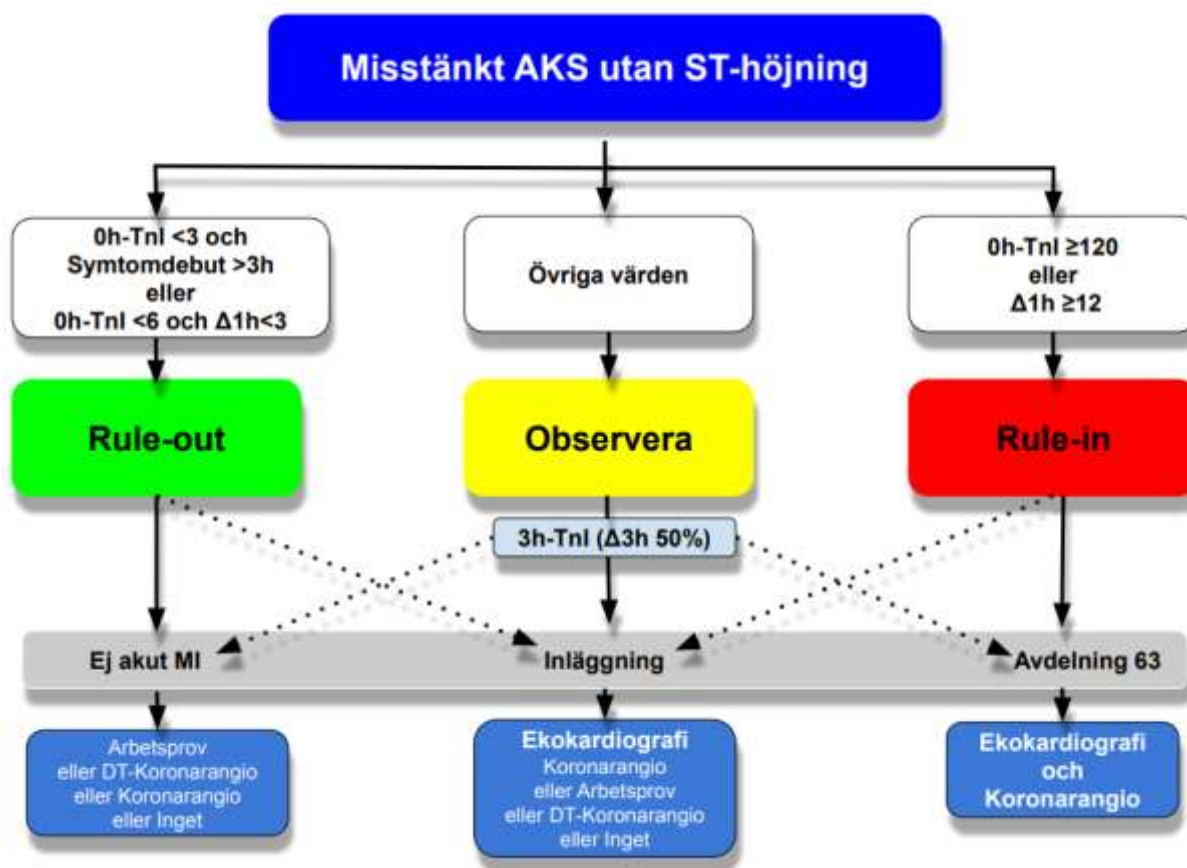 Misstänkt AKS utan ST-höjning
0h-TnI <3 och
Symtomdebut >3h
eller
0h-TnI <6 och Δ1h<3
Övriga värden
0h-TnI ≥120
eller
Δ1h ≥12
Rule-out
Observera
Rule-in
3h-TnI (Δ3h 50%)
Ej akut MI
Inläggning
Avdelning 63
Arbetsprov
eller DT-Koronarangio
eller Koronarangio
eller Inget
Ekokardiografi
Koronarangio
eller Arbetsprov
eller DT-Koronarangio
eller Inget
Ekokardiografi
och
Koronarangio